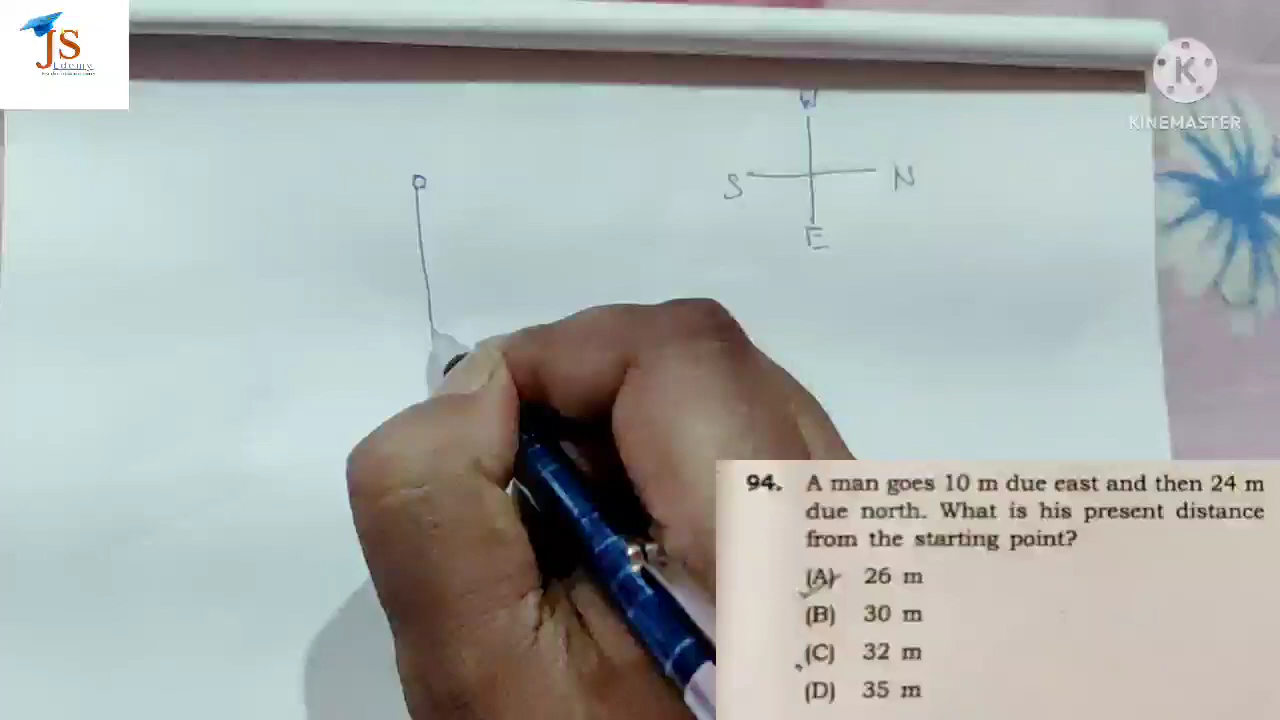 JS
KINEMASTER
W
S
N
E
O
94. A man goes 10 m due east and then 24 m
due north. What is his present distance
from the starting point?
(A) 26 m
(B) 30 m
(C) 32 m
(D) 35 m